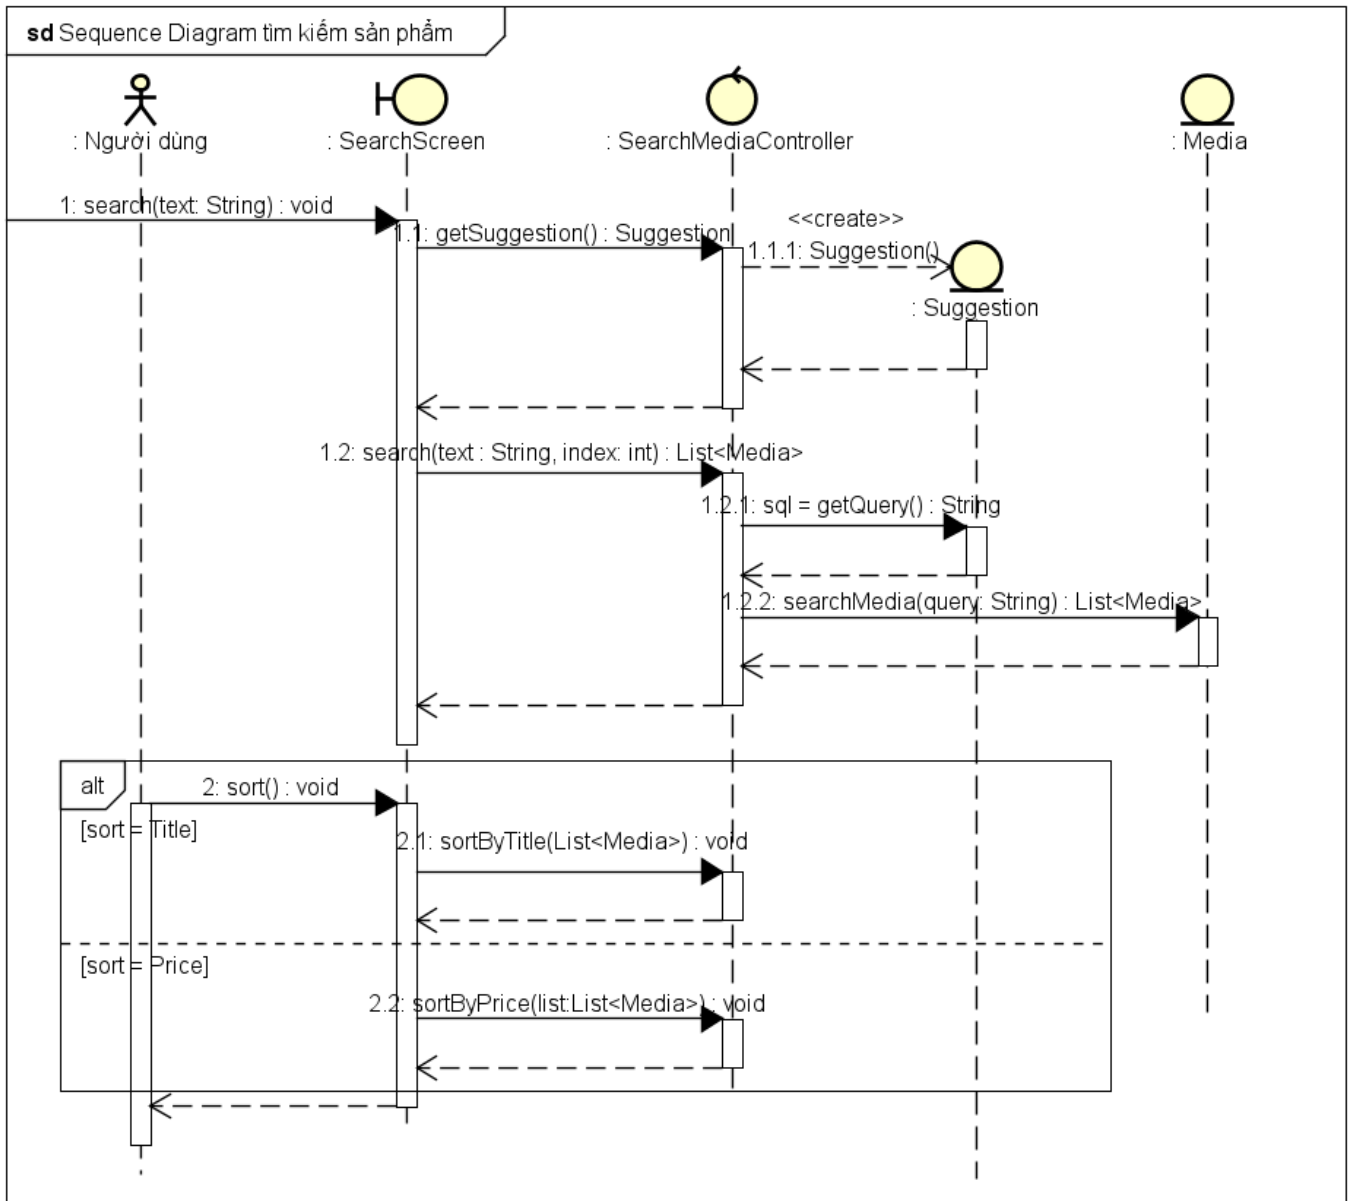 sd Sequence Diagram tìm kiếm sản phẩm
: Người dùng
: SearchScreen
: SearchMediaController
: Media
1: search(text: String) : void
<<create>>
1.1: getSuggestion() : Suggestion
1.1.1: Suggestion()
: Suggestion
1.2: search(text : String, index: int) : List<Media>
1.2.1: sql = getQuery() : String
1.2.2: searchMedia(query: String) : List<Media>
alt
2: sort() : void
[sort = Title]
2.1: sortByTitle(List<Media>) : void
[sort = Price]
2.2: sortByPrice(list:List<Media>) : void